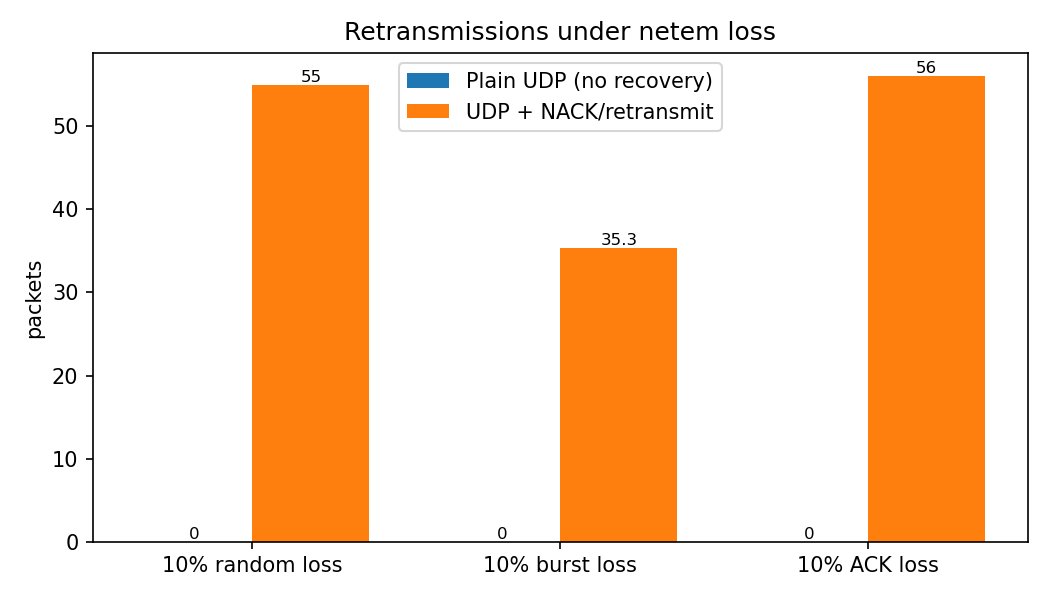 Retransmissions under netem loss
Plain UDP (no recovery)
UDP + NACK/retransmit
packets
50
40
30
20
10
0
55
35.3
56
0
0
0
10% random loss
10% burst loss
10% ACK loss